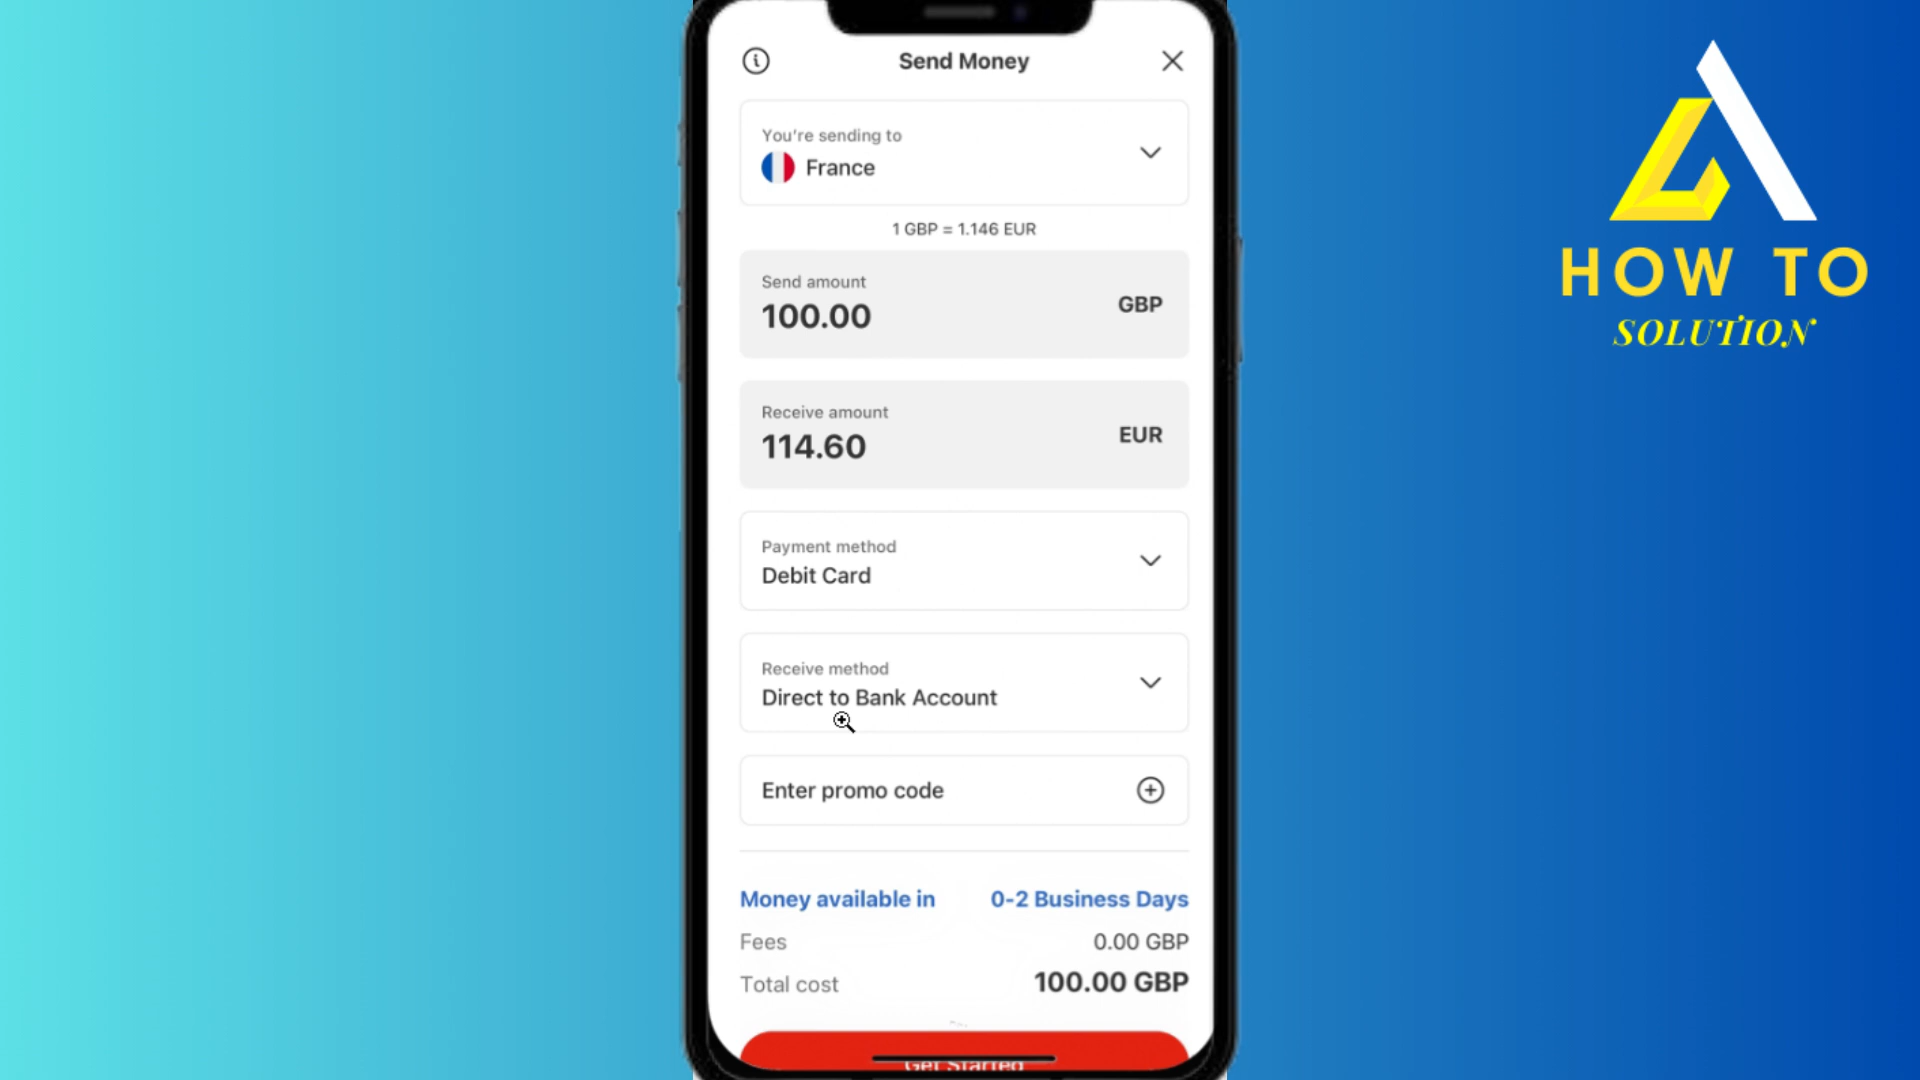 Send Money
You're sending to
France
1 GBP = 1.146 EUR
Send amount
100.00
GBP
Receive amount
114.60
EUR
Payment method
Debit Card
Receive method
Direct to Bank Account
Enter promo code
Money available in 0-2 Business Days
Fees 0.00 GBP
Total cost 100.00 GBP
Get Started
HOW TO
SOLUTION